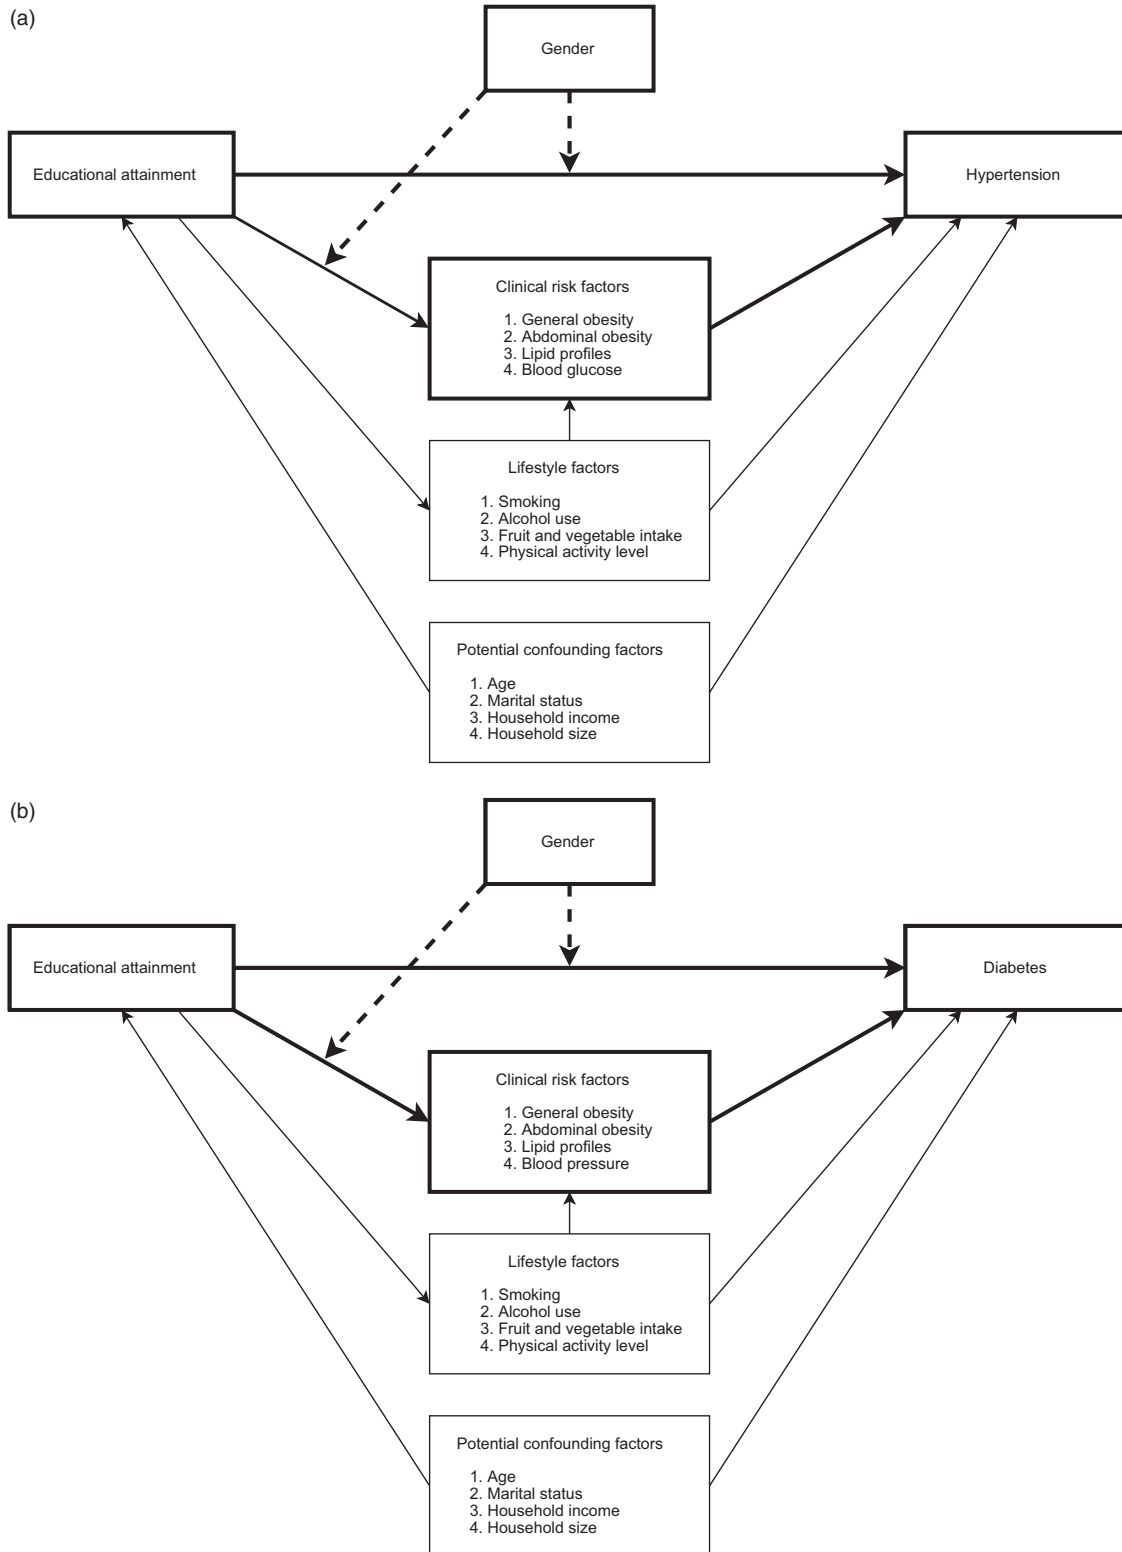 (a)
Gender
Educational attainment
Hypertension
Clinical risk factors
1. General obesity
2. Abdominal obesity
3. Lipid profiles
4. Blood glucose
Lifestyle factors
1. Smoking
2. Alcohol use
3. Fruit and vegetable intake
4. Physical activity level
Potential confounding factors
1. Age
2. Marital status
3. Household income
4. Household size
(b)
Gender
Educational attainment
Diabetes
Clinical risk factors
1. General obesity
2. Abdominal obesity
3. Lipid profiles
4. Blood pressure
Lifestyle factors
1. Smoking
2. Alcohol use
3. Fruit and vegetable intake
4. Physical activity level
Potential confounding factors
1. Age
2. Marital status
3. Household income
4. Household size